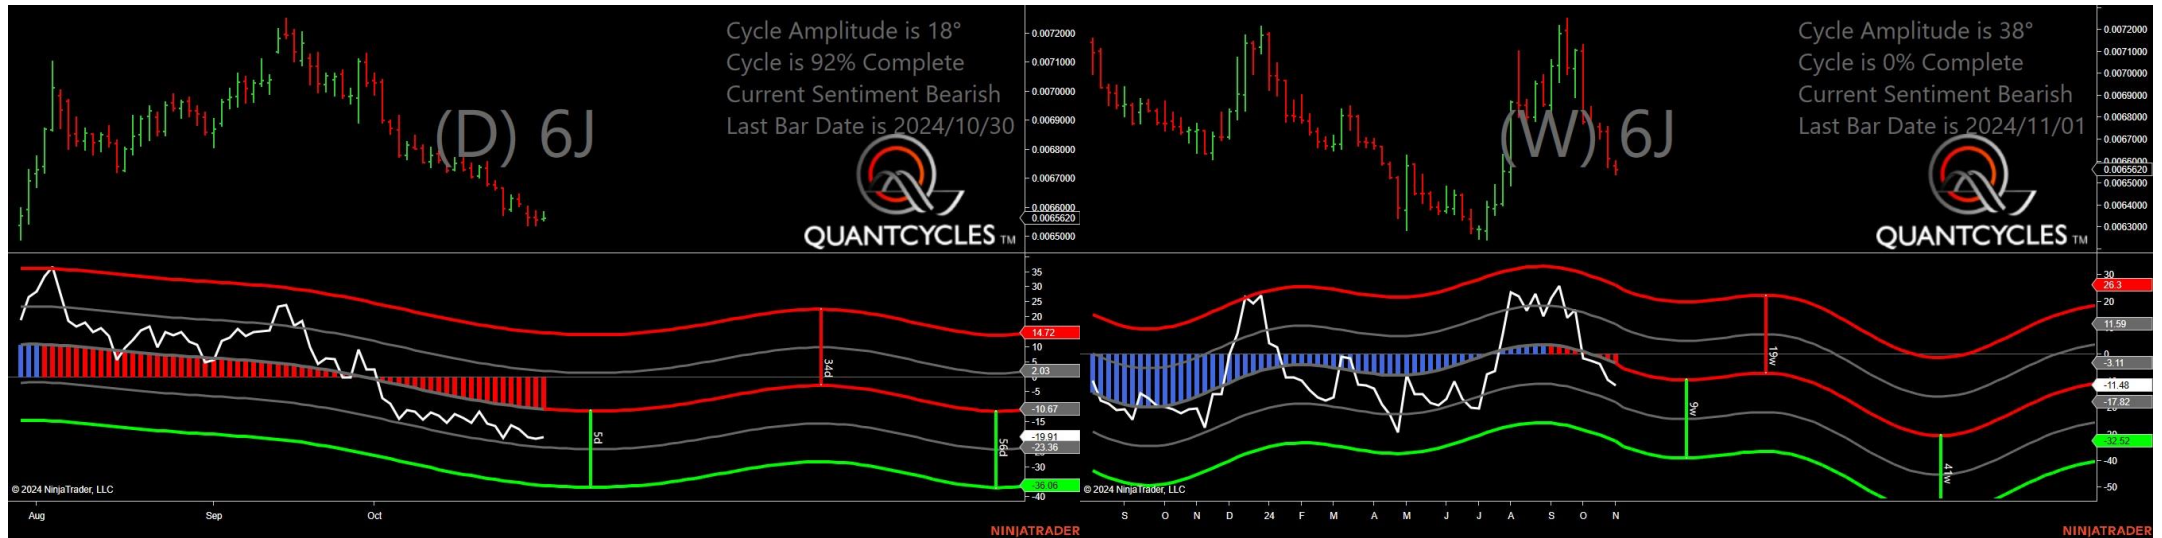 Cycle Amplitude is 18°
Cycle is 92% Complete
Current Sentiment Bearish
Last Bar Date is 2024/10/30
(D) 6J
QUANTCYCLES TM
0.0072000
0.0071000
0.0070000
0.0069000
0.0068000
0.0067000
0.0066000
0.0065620
0.0065000
35
30
25
20
14.72
10
5
2.03
-5
-10.67
-15
-19.91
-23.36
-30
-36.06
-40
34d
5d
56d
© 2024 NinjaTrader, LLC
Aug Sep Oct
NINJATRADER
Cycle Amplitude is 38°
Cycle is 0% Complete
Current Sentiment Bearish
Last Bar Date is 2024/11/01
(W) 6J
QUANTCYCLES TM
0.0072000
0.0071000
0.0070000
0.0069000
0.0068000
0.0067000
0.0066000
0.0065620
0.0065000
0.0064000
0.0063000
30
26.3
20
11.59
0
-3.11
-11.48
-17.82
-32.52
-40
-50
19w
9w
41w
© 2024 NinjaTrader, LLC
S O N D 24 F M A M J J A S O N
NINJATRADER